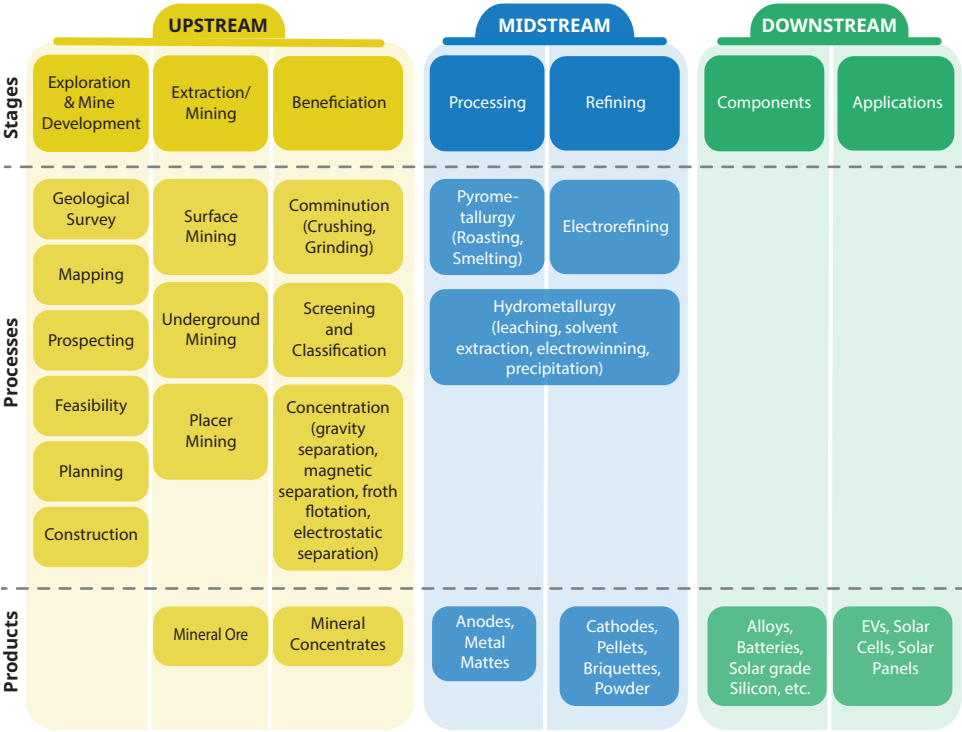 UPSTREAM
MIDSTREAM
DOWNSTREAM
Stages
Exploration
& Mine
Development
Extraction/
Mining
Beneficiation
Processing
Refining
Components
Applications
Processes
Geological
Survey
Mapping
Prospecting
Feasibility
Planning
Construction
Surface
Mining
Underground
Mining
Placer
Mining
Comminution
(Crushing,
Grinding)
Screening
and
Classification
Concentration
(gravity
separation,
magnetic
separation, froth
flotation,
electrostatic
separation)
Pyrome-
tallurgy
(Roasting,
Smelting)
Electrorefining
Hydrometallurgy
(leaching, solvent
extraction, electrowinning,
precipitation)
Products
Mineral Ore
Mineral
Concentrates
Anodes,
Metal
Mattes
Cathodes,
Pellets,
Briquettes,
Powder
Alloys,
Batteries,
Solar grade
Silicon, etc.
EVs, Solar
Cells, Solar
Panels